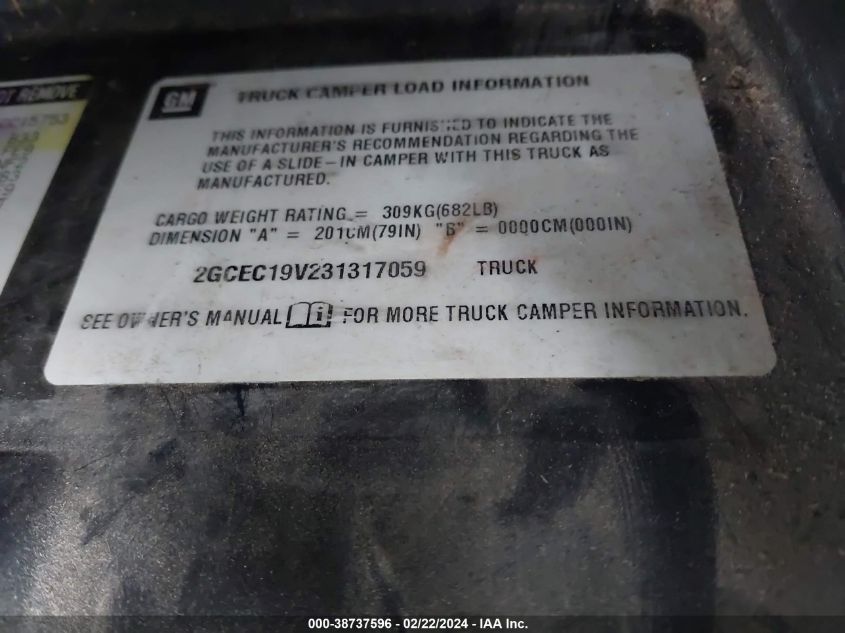 OT REMOVE
GM TRUCK CAMPER LOAD INFORMATION
THIS INFORMATION IS FURNISHED TO INDICATE THE
MANUFACTURER'S RECOMMENDATION REGARDING THE
USE OF A SLIDE-IN CAMPER WITH THIS TRUCK AS
MANUFACTURED.
CARGO WEIGHT RATING = 309KG(682LB)
DIMENSION "A" = 201CM(79IN) "B" = 0000CM(000IN)
2GCEC19V231317059 TRUCK
SEE OWNER'S MANUAL FOR MORE TRUCK CAMPER INFORMATION.
000-38737596 - 02/22/2024 - IAA Inc.